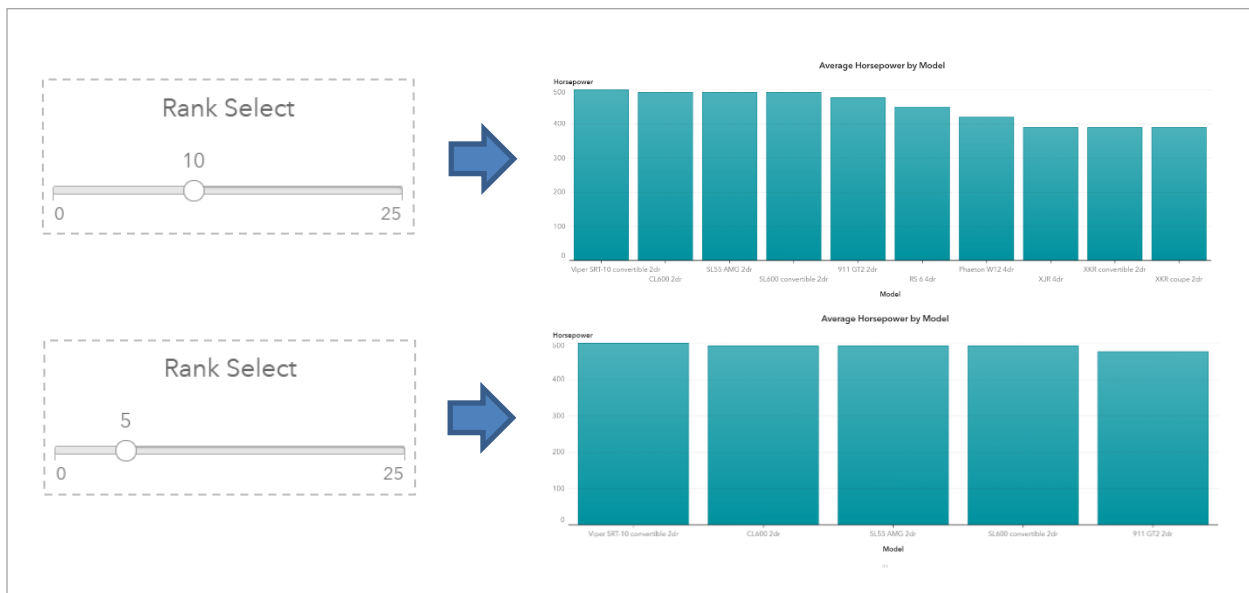 Rank Select
10
0 25
Average Horsepower by Model
Horsepower
500
400
300
200
100
0
Viper SRT-10 convertible 2dr SL55 AMG 2dr 911 GT2 2dr Phaeton W12 4dr XKR convertible 2dr
CL600 2dr SL600 convertible 2dr RS 6 4dr XJR 4dr XKR coupe 2dr
Model
Rank Select
5
0 25
Average Horsepower by Model
Horsepower
500
400
300
200
100
0
Viper SRT-10 convertible 2dr CL600 2dr SL55 AMG 2dr SL600 convertible 2dr 911 GT2 2dr
Model